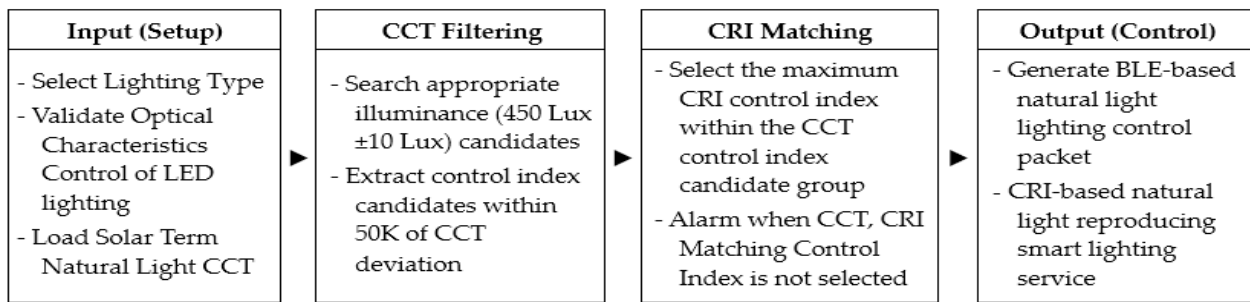 Input (Setup)
- Select Lighting Type
- Validate Optical
Characteristics
Control of LED
lighting
- Load Solar Term
Natural Light CCT
CCT Filtering
- Search appropriate
illuminance (450 Lux
±10 Lux) candidates
- Extract control index
candidates within
50K of CCT
deviation
CRI Matching
- Select the maximum
CRI control index
within the CCT
control index
candidate group
- Alarm when CCT, CRI
Matching Control
Index is not selected
Output (Control)
- Generate BLE-based
natural light
lighting control
packet
- CRI-based natural
light reproducing
smart lighting
service